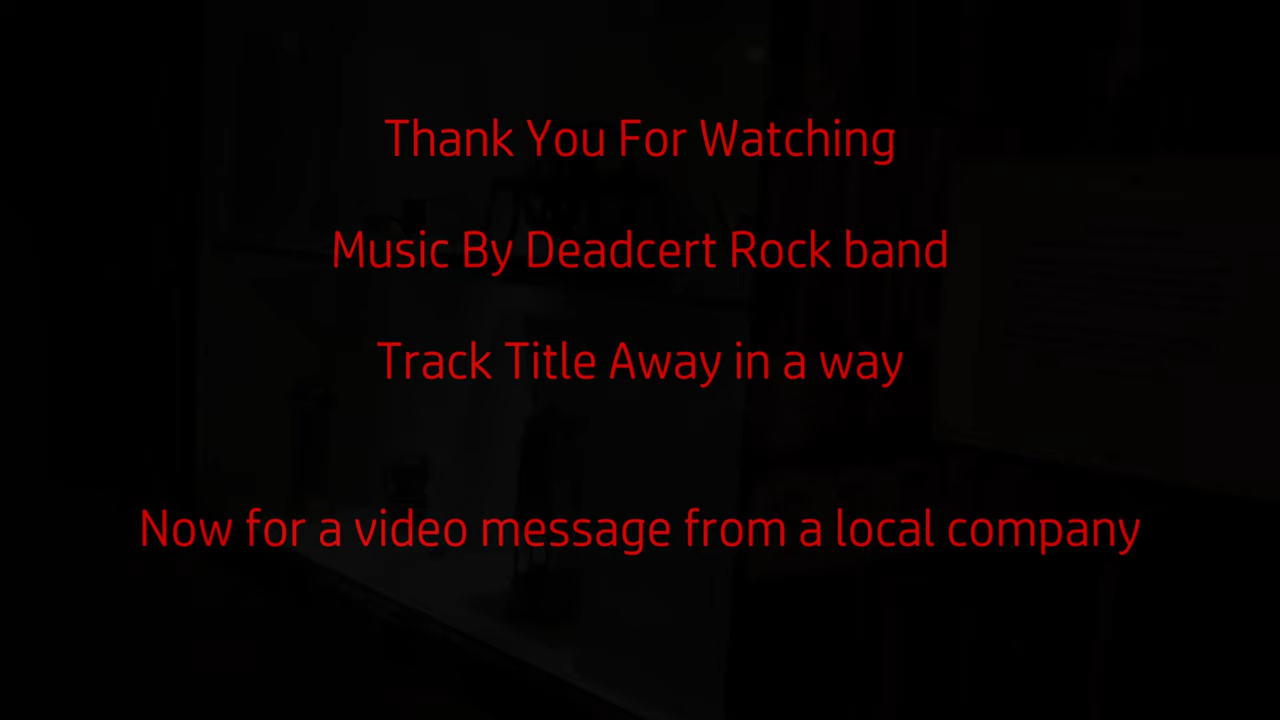 Thank You For Watching
Music By Deadcert Rock band
Track Title Away in a way
Now for a video message from a local company